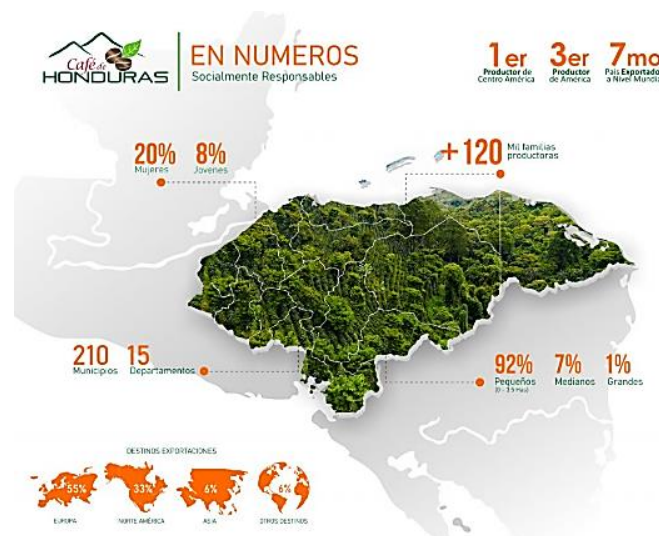 Café de
HONDURAS
EN NUMEROS
Socialmente Responsables
1er
Productor de
Centro América
3er
Productor
de América
7mo
País Exportador
a Nivel Mundial
20%
Mujeres
8%
Jovenes
+120
Mil familias
productoras
210
Municipios
15
Departamentos
92%
Pequeños
7%
Medianos
1%
Grandes
DESTINOS EXPORTACIONES
55%
EUROPA
33%
NORTE AMÉRICA
6%
ASIA
6%
OTROS DESTINOS